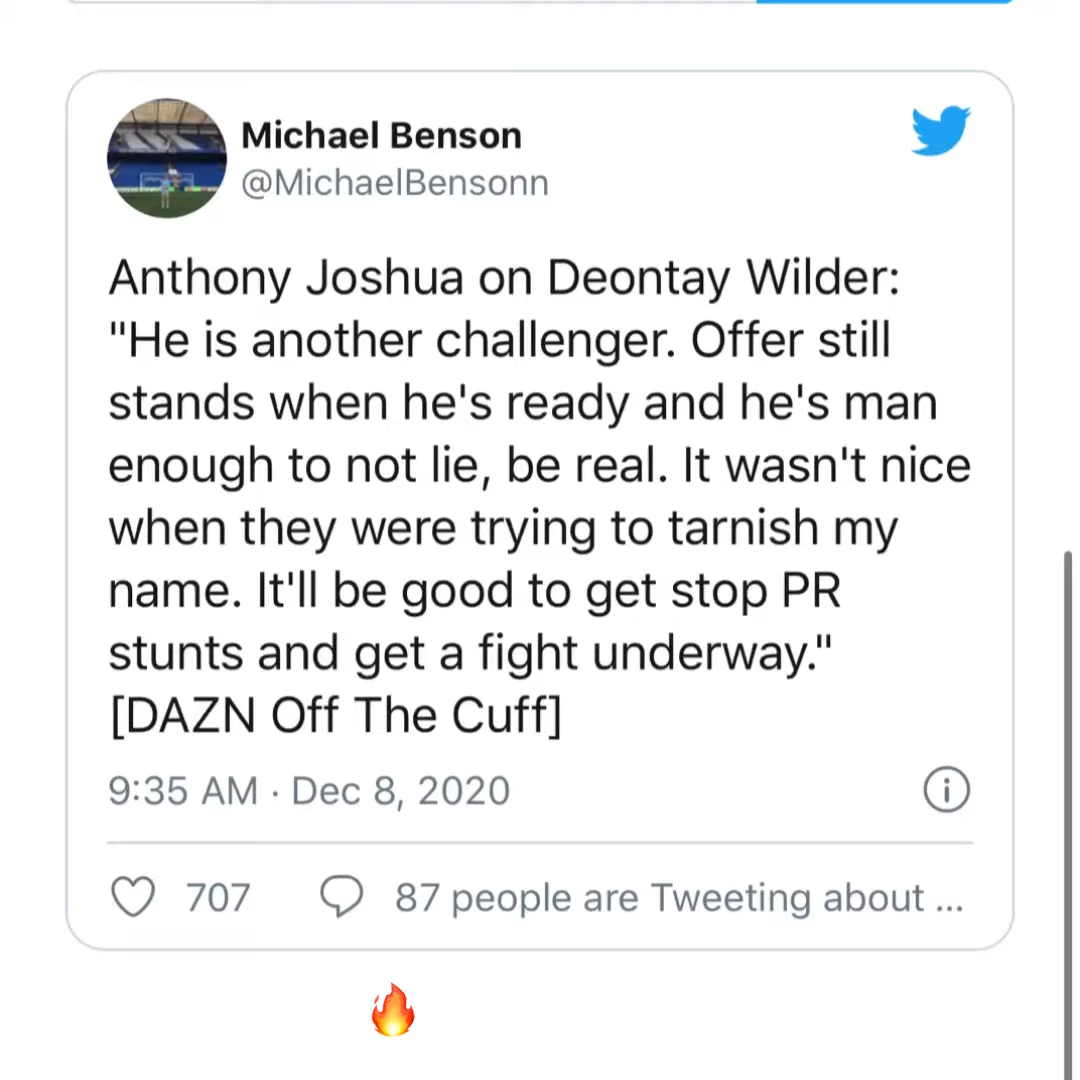 Michael Benson
@MichaelBensonn
Anthony Joshua on Deontay Wilder:
"He is another challenger. Offer still
stands when he's ready and he's man
enough to not lie, be real. It wasn't nice
when they were trying to tarnish my
name. It'll be good to get stop PR
stunts and get a fight underway."
[DAZN Off The Cuff]
9:35 AM · Dec 8, 2020
707 87 people are Tweeting about ...